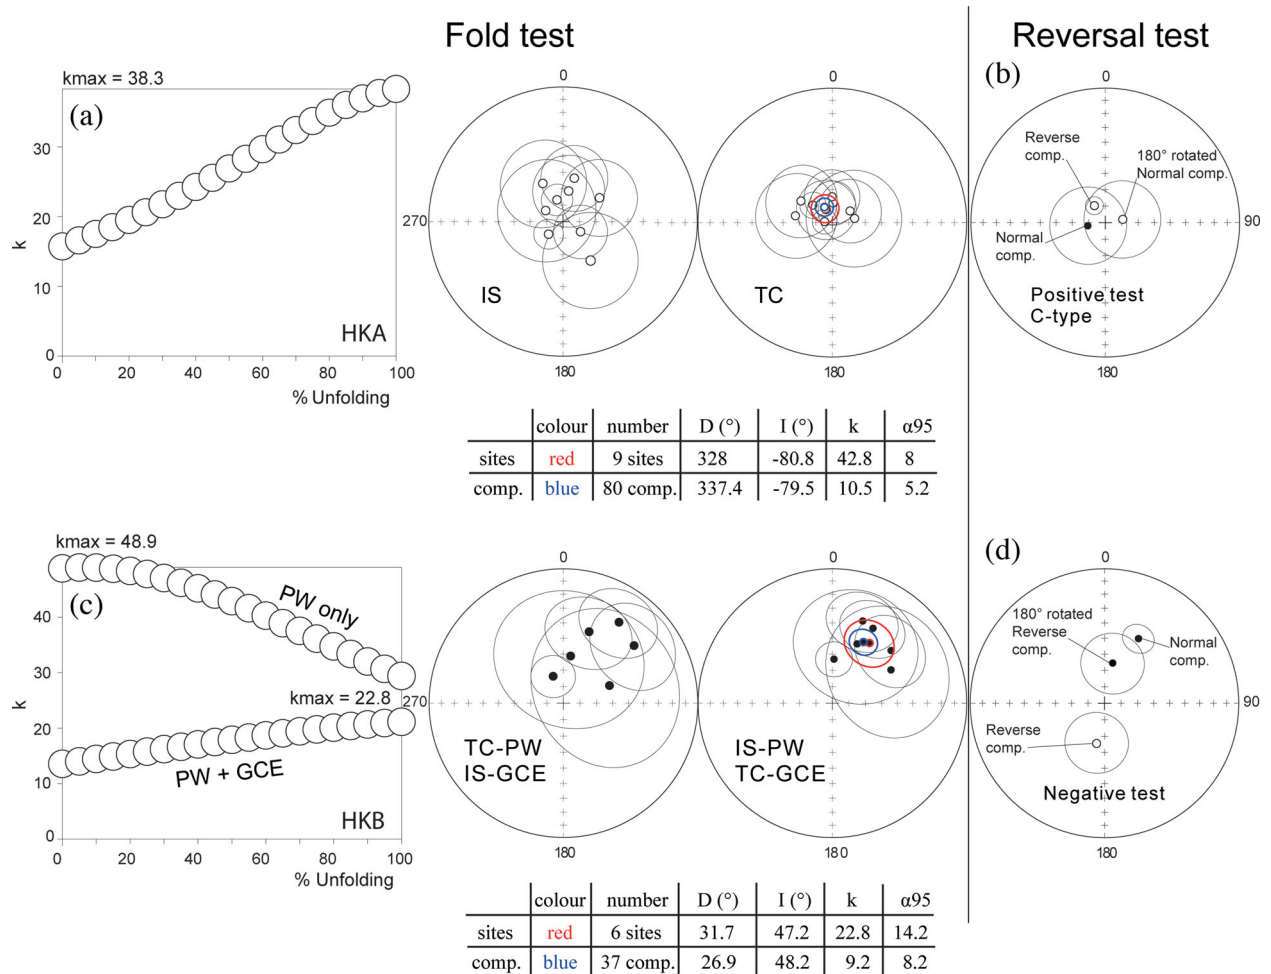 Fold test
Reversal test
kmax = 38.3
(a)
30
20
10
0
k
HKA
0
20
40
60
80
100
% Unfolding
0
270
IS
180
0
TC
180
(b)
0
Reverse
comp.
180° rotated
Normal comp.
90
Normal
comp.
Positive test
C-type
180
colour number D (°) I (°) k α95
sites red 9 sites 328 -80.8 42.8 8
comp. blue 80 comp. 337.4 -79.5 10.5 5.2
kmax = 48.9
(c)
PW only
40
30
20
10
0
k
kmax = 22.8
PW + GCE
HKB
0
20
40
60
80
100
% Unfolding
0
270
TC-PW
IS-GCE
180
0
IS-PW
TC-GCE
180
(d)
0
180° rotated
Reverse
comp.
Normal
comp.
90
Reverse
comp.
Negative test
180
colour number D (°) I (°) k α95
sites red 6 sites 31.7 47.2 22.8 14.2
comp. blue 37 comp. 26.9 48.2 9.2 8.2